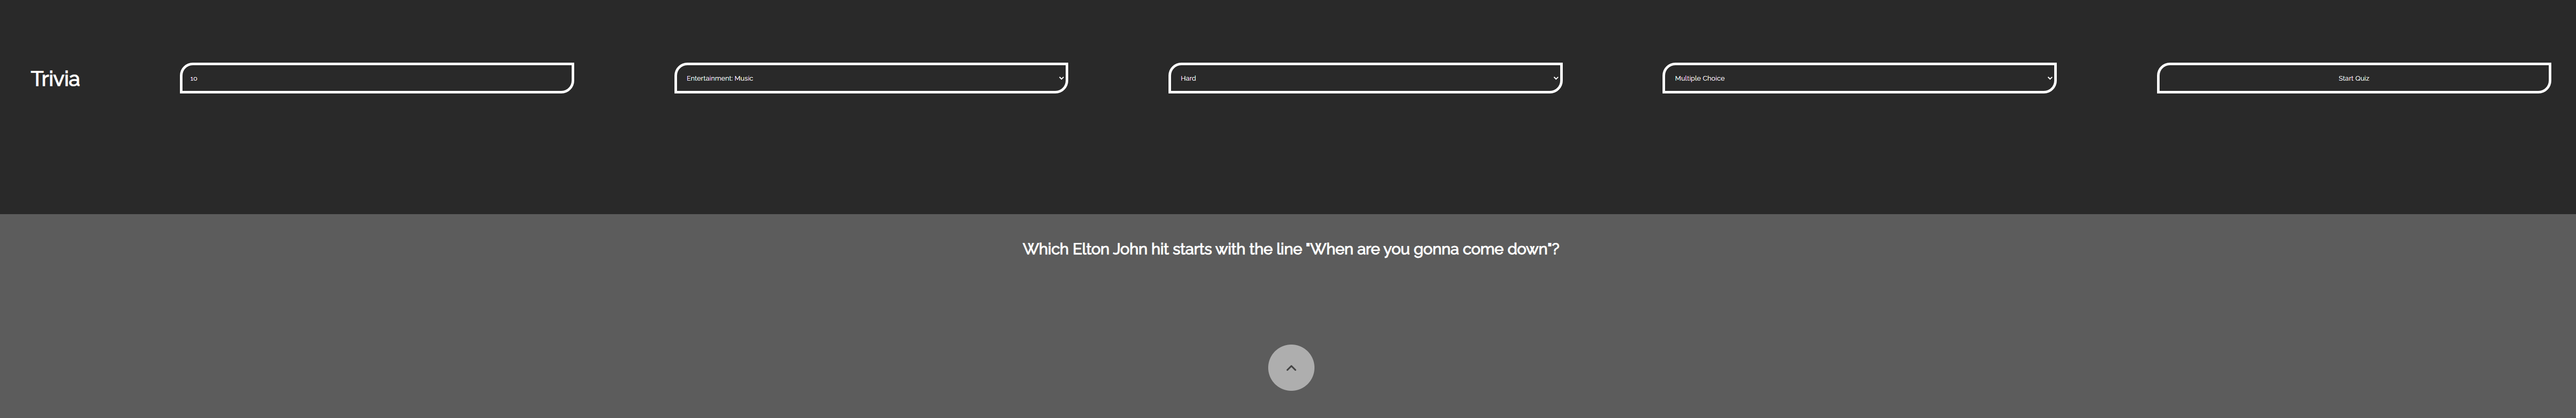 Trivia
10
Entertainment: Music
Hard
Multiple Choice
Start Quiz
Which Elton John hit starts with the line "When are you gonna come down"?